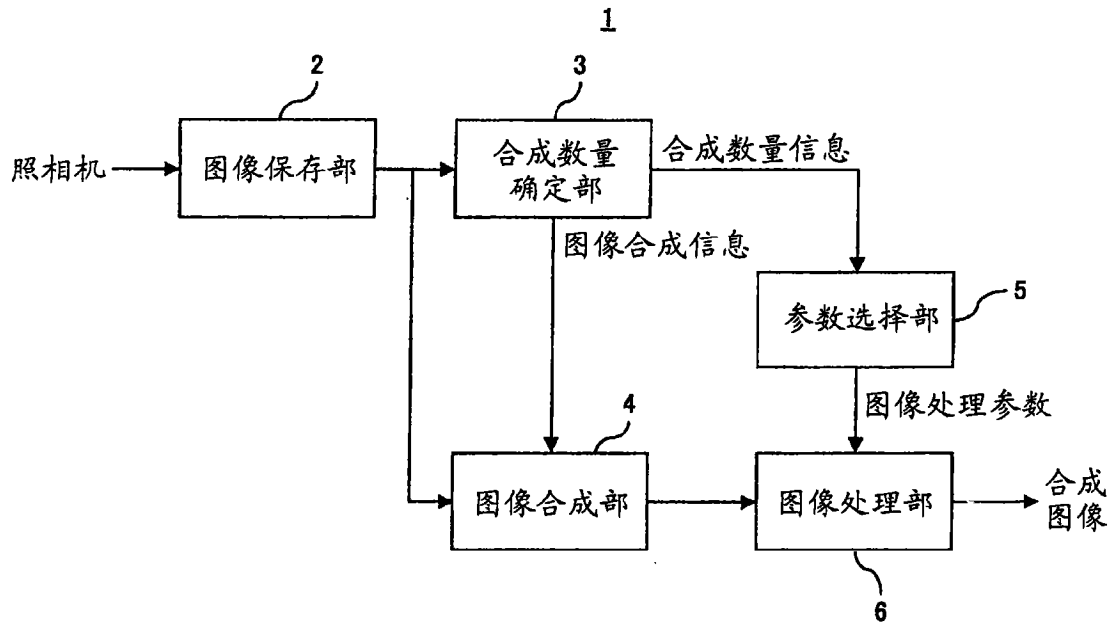 1
2
3
照相机
图像保存部
合成数量
确定部
合成数量信息
图像合成信息
参数选择部
5
图像处理参数
4
图像合成部
图像处理部
合成
图像
6